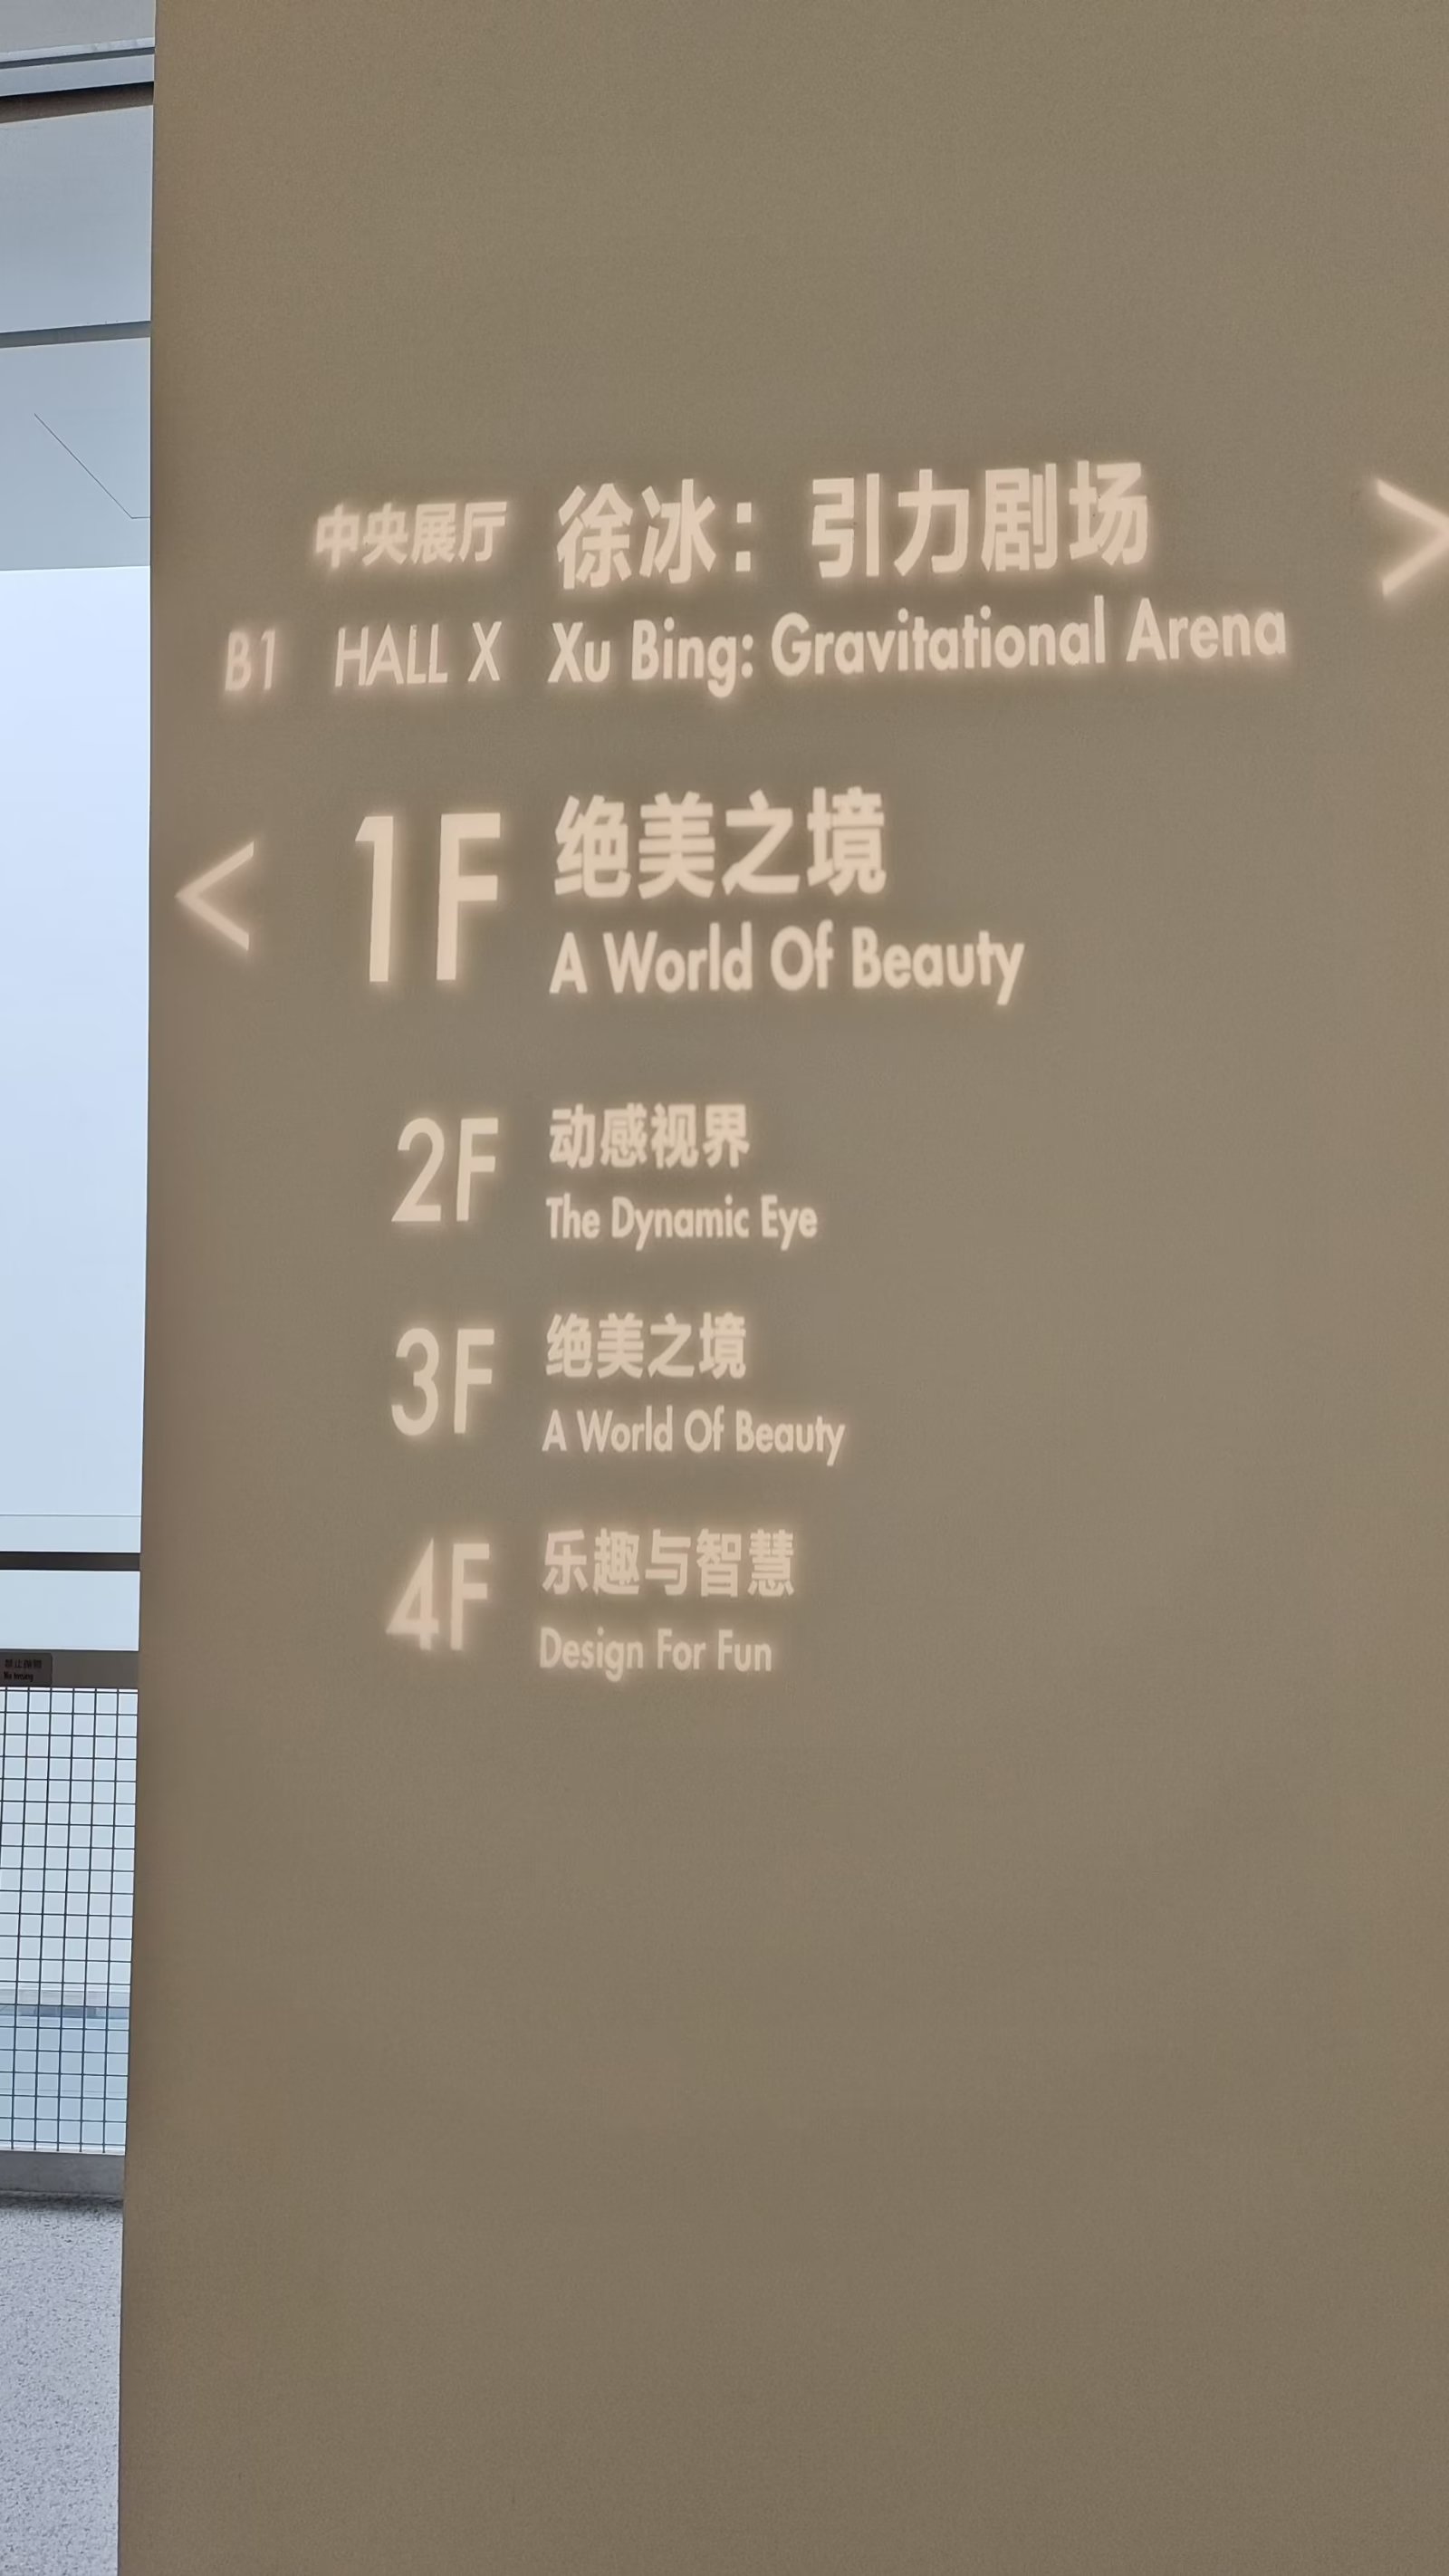 中央展厅 徐冰：引力剧场 >
B1 HALL X Xu Bing: Gravitational Arena
< 1F 绝美之境
A World Of Beauty
2F 动感视界
The Dynamic Eye
3F 绝美之境
A World Of Beauty
4F 乐趣与智慧
Design For Fun